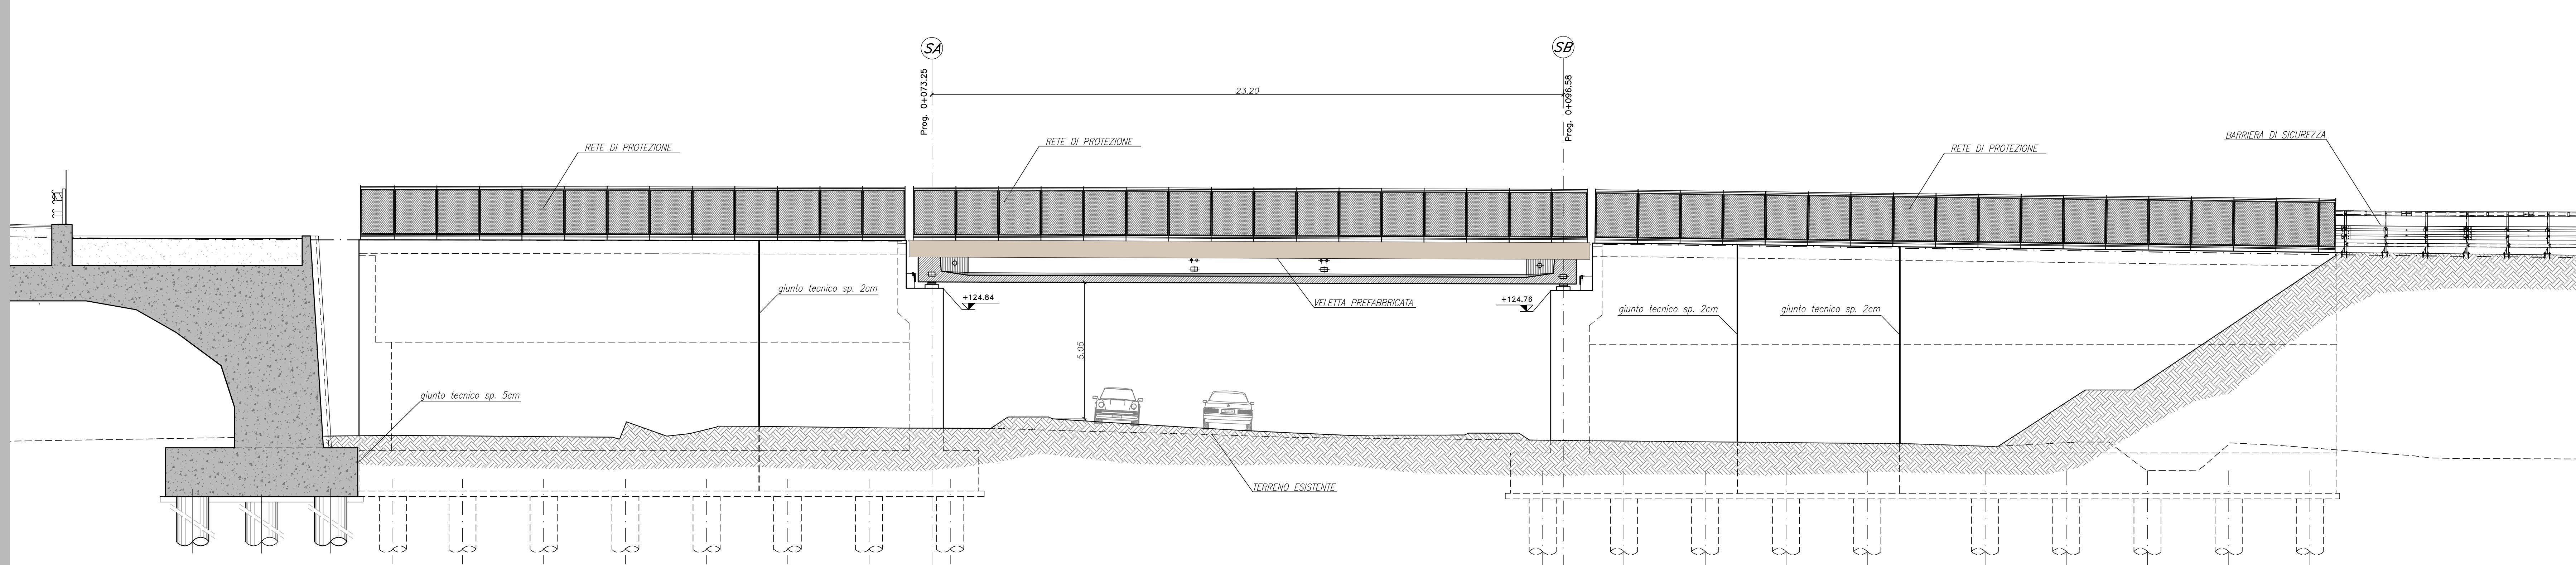 SA
SB
Prog. 0+073.25
Prog. 0+096.58
23.20
RETE DI PROTEZIONE
RETE DI PROTEZIONE
RETE DI PROTEZIONE
BARRIERA DI SICUREZZA
giunto tecnico sp. 2cm
+124.84
VELETTA PREFABBRICATA
+124.76
giunto tecnico sp. 2cm
giunto tecnico sp. 2cm
5.05
giunto tecnico sp. 5cm
TERRENO ESISTENTE